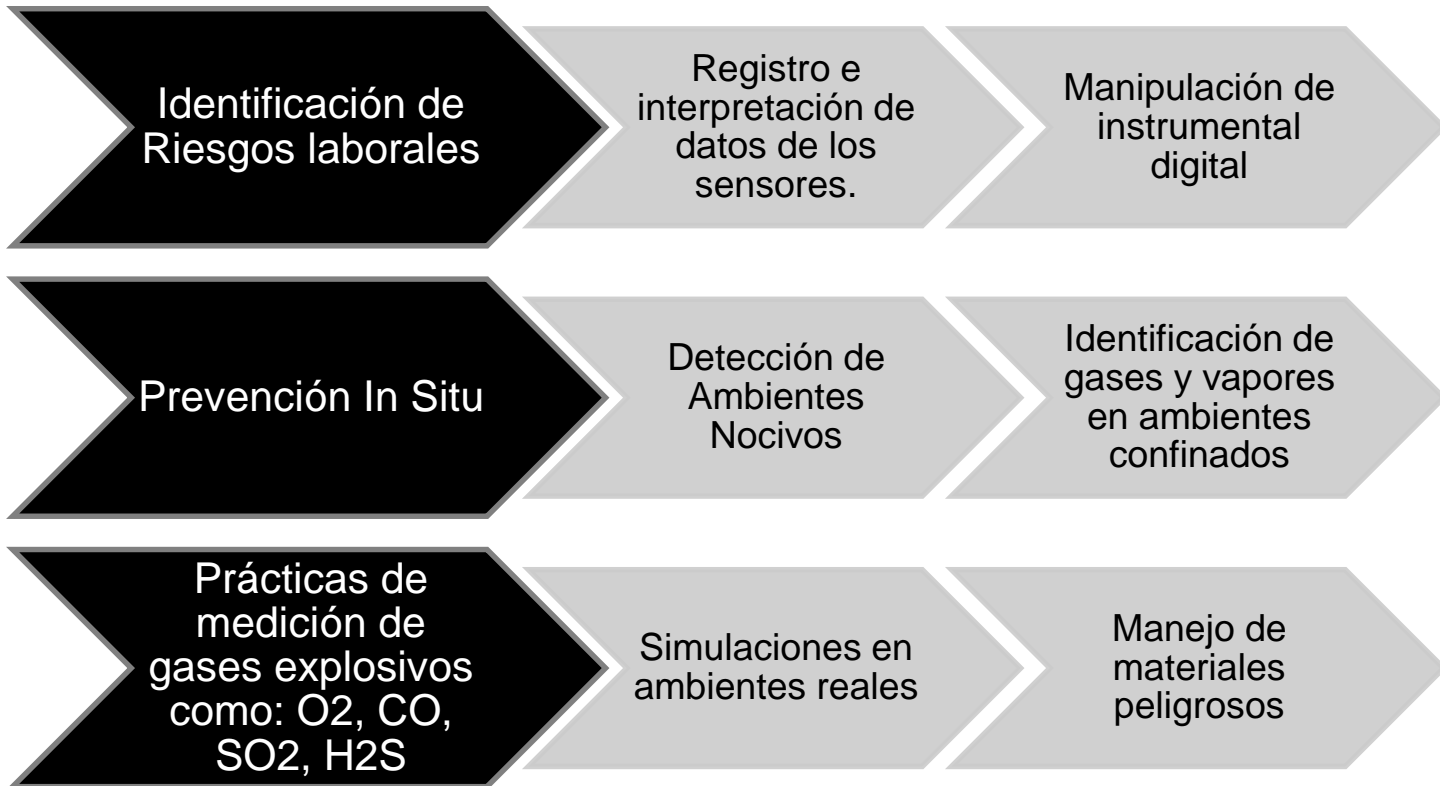 Identificación de
Riesgos laborales
Registro e
interpretación de
datos de los
sensores.
Manipulación de
instrumental
digital
Prevención In Situ
Detección de
Ambientes
Nocivos
Identificación de
gases y vapores
en ambientes
confinados
Prácticas de
medición de
gases explosivos
como: O2, CO,
SO2, H2S
Simulaciones en
ambientes reales
Manejo de
materiales
peligrosos